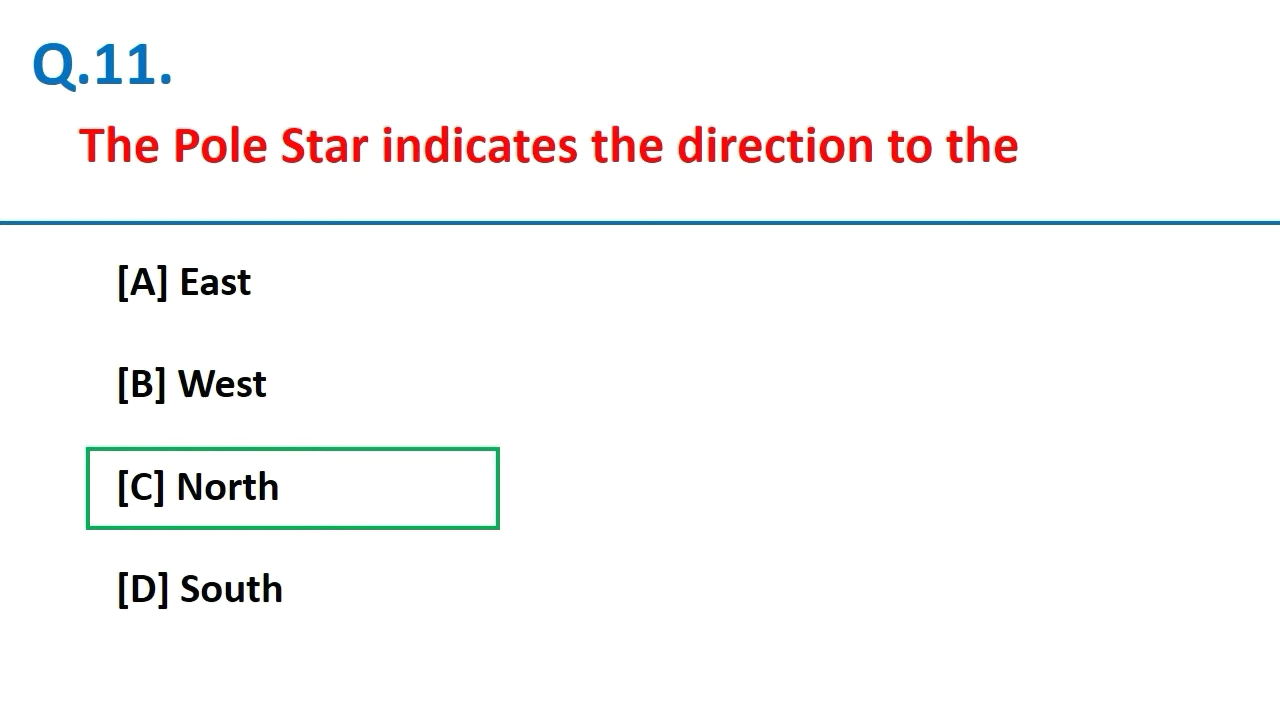 Q.11.
The Pole Star indicates the direction to the
[A] East
[B] West
[C] North
[D] South